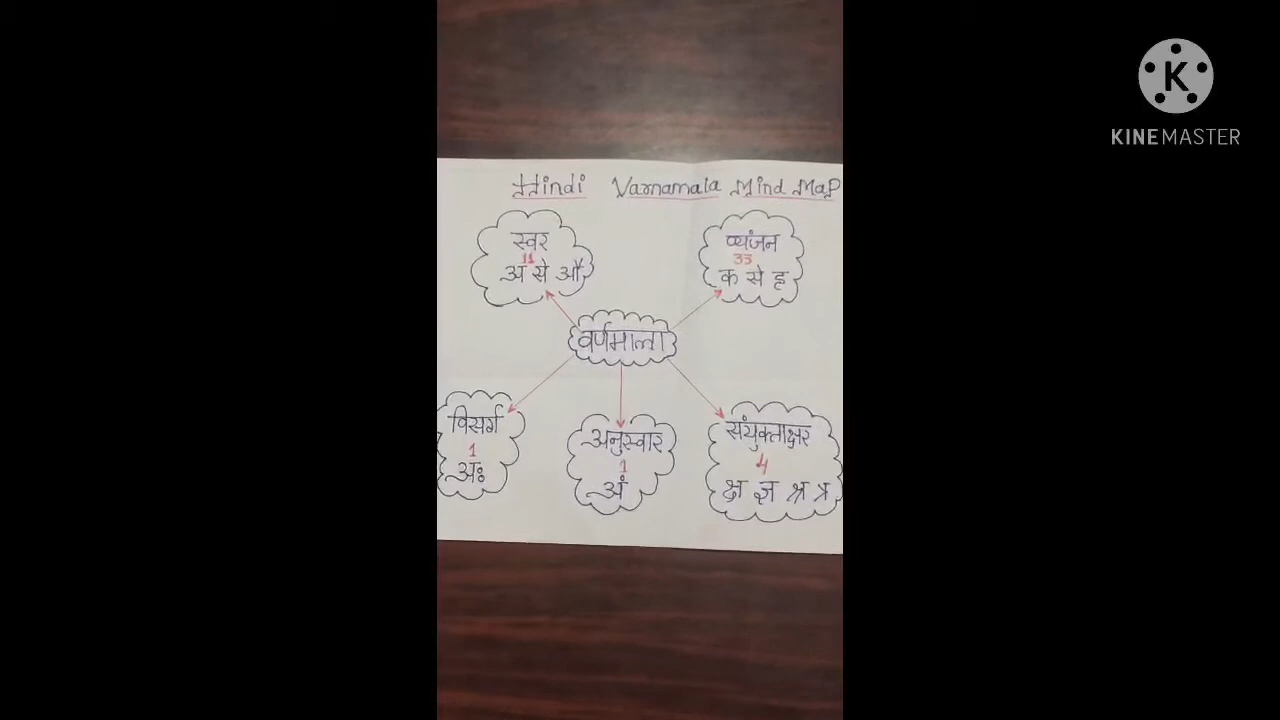 Hindi Varnamala Mind Map
स्वर
11
अ से औ
व्यंजन
33
क से ह
वर्णमाला
विसर्ग
1
अः
अनुस्वार
1
अं
संयुक्ताक्षर
4
क्ष ज्ञ श्र त्र
K
KINEMASTER